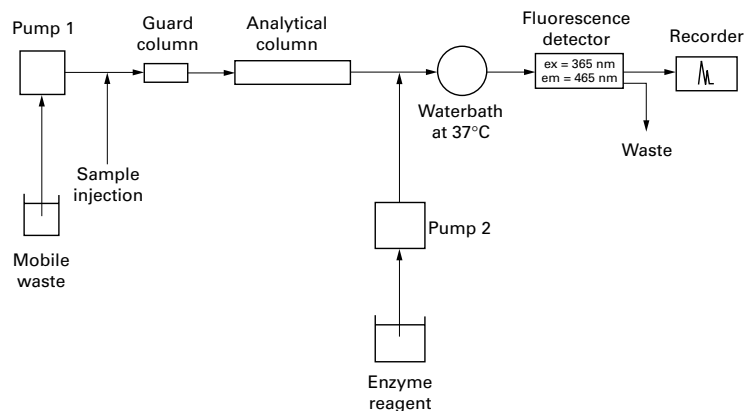 Pump 1
Guard
column
Analytical
column
Fluorescence
detector
ex = 365 nm
em = 465 nm
Recorder
Waterbath
at 37°C
Waste
Sample
injection
Mobile
waste
Pump 2
Enzyme
reagent